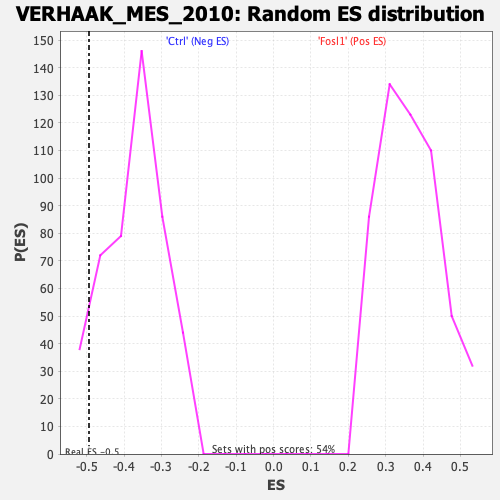 VERHAAK_MES_2010: Random ES distribution
'Ctrl' (Neg ES)
'Fosl1' (Pos ES)
150
140
130
120
110
100
90
80
70
60
50
40
30
20
10
0
P(ES)
Real ES -0.5
Sets with pos scores: 54%
-0.5 -0.4 -0.3 -0.2 -0.1 0.0 0.1 0.2 0.3 0.4 0.5
ES